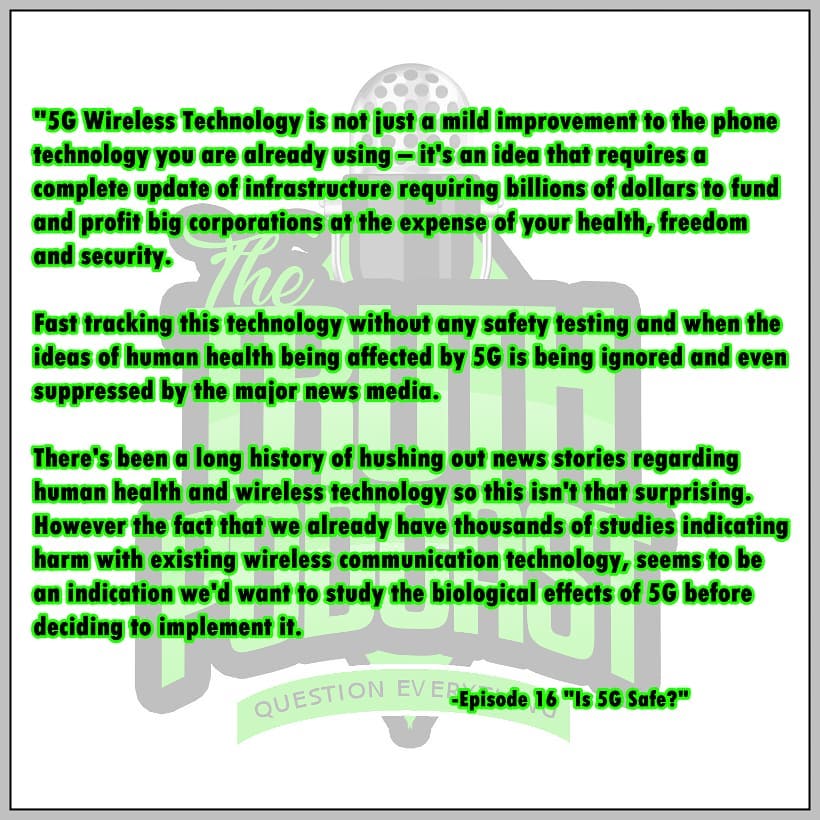 "5G Wireless Technology is not just a mild improvement to the phone
technology you are already using – it's an idea that requires a
complete update of infrastructure requiring billions of dollars to fund
and profit big corporations at the expense of your health, freedom
and security.
Fast tracking this technology without any safety testing and when the
ideas of human health being affected by 5G is being ignored and even
suppressed by the major news media.
There's been a long history of hushing out news stories regarding
human health and wireless technology so this isn't that surprising.
However the fact that we already have thousands of studies indicating
harm with existing wireless communication technology, seems to be
an indication we'd want to study the biological effects of 5G before
deciding to implement it.
-Episode 16 "Is 5G Safe?"
The
TRUTH
PODCAST
QUESTION EVERYTHING